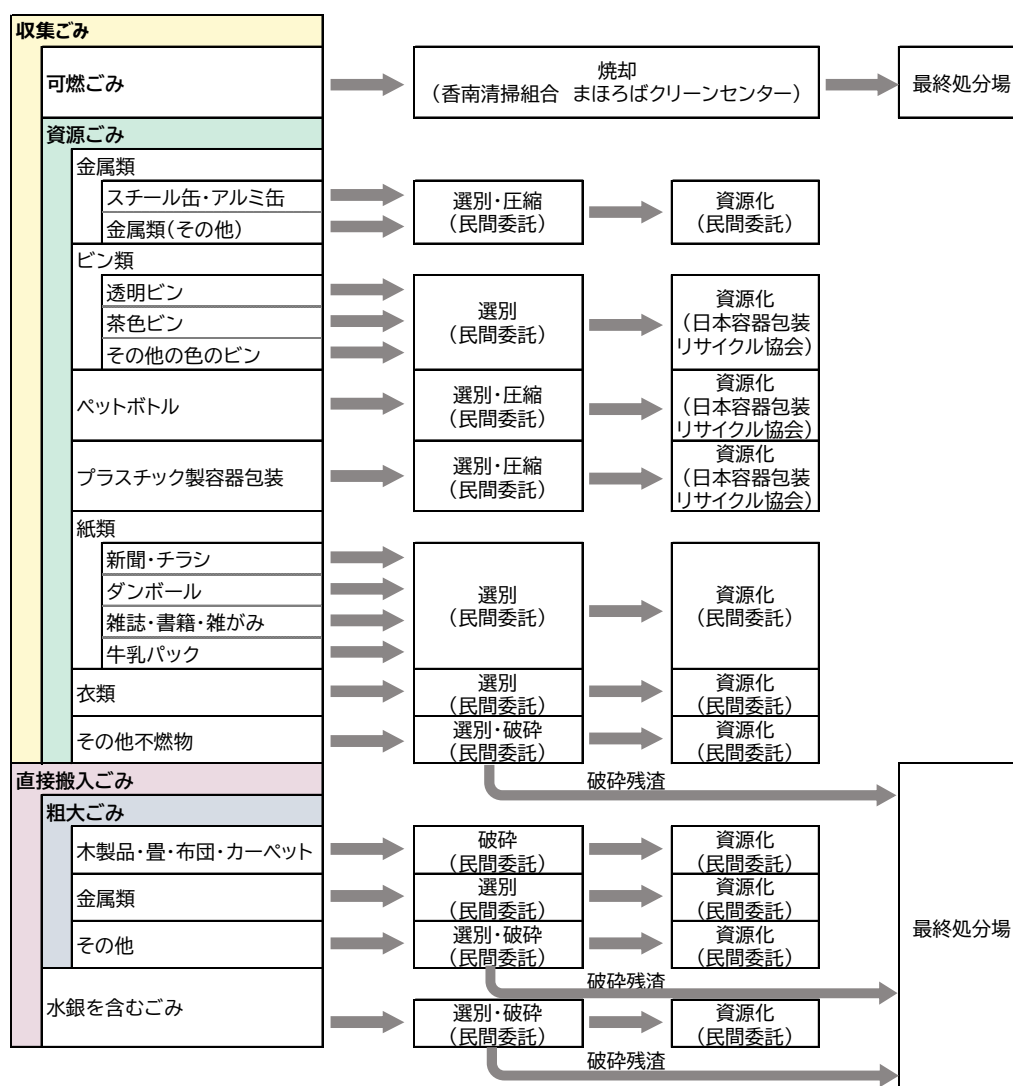 収集ごみ
可燃ごみ
焼却
（香南清掃組合　まほろばクリーンセンター）
最終処分場
資源ごみ
金属類
スチール缶・アルミ缶
金属類（その他）
選別・圧縮
（民間委託）
資源化
（民間委託）
ビン類
透明ビン
茶色ビン
その他の色のビン
選別
（民間委託）
資源化
（日本容器包装
リサイクル協会）
ペットボトル
選別・圧縮
（民間委託）
資源化
（日本容器包装
リサイクル協会）
プラスチック製容器包装
選別・圧縮
（民間委託）
資源化
（日本容器包装
リサイクル協会）
紙類
新聞・チラシ
ダンボール
雑誌・書籍・雑がみ
牛乳パック
選別
（民間委託）
資源化
（民間委託）
衣類
選別
（民間委託）
資源化
（民間委託）
その他不燃物
選別・破砕
（民間委託）
資源化
（民間委託）
破砕残渣
直接搬入ごみ
粗大ごみ
木製品・畳・布団・カーペット
破砕
（民間委託）
資源化
（民間委託）
金属類
選別
（民間委託）
資源化
（民間委託）
その他
選別・破砕
（民間委託）
資源化
（民間委託）
破砕残渣
最終処分場
水銀を含むごみ
選別・破砕
（民間委託）
資源化
（民間委託）
破砕残渣